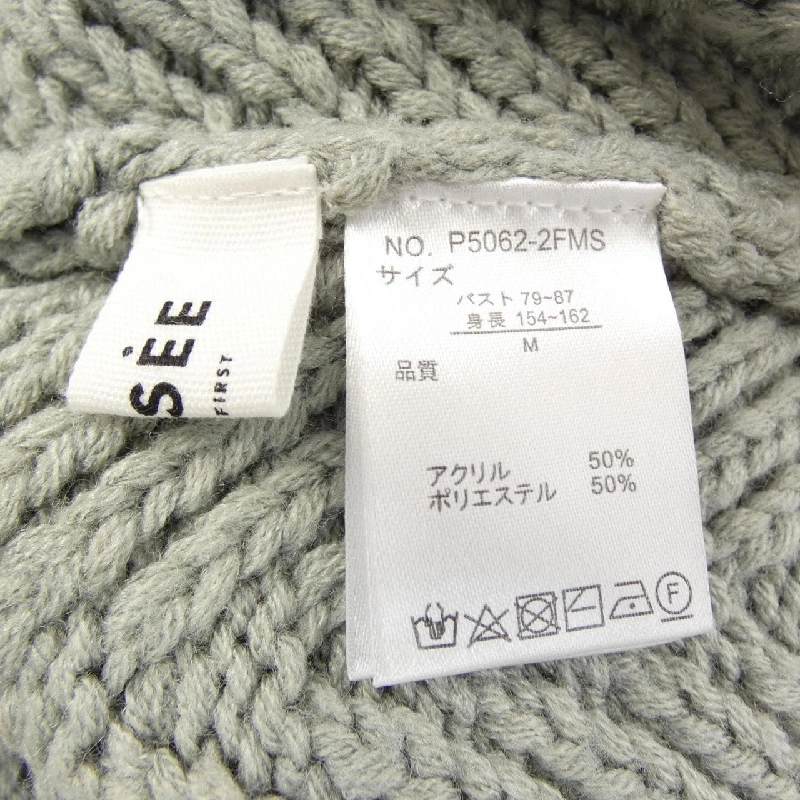 SĖE
FIRST
NO. P5062-2FMS
サイズ
バスト 79~87
身長 154~162
M
品質
アクリル 50%
ポリエステル 50%
F